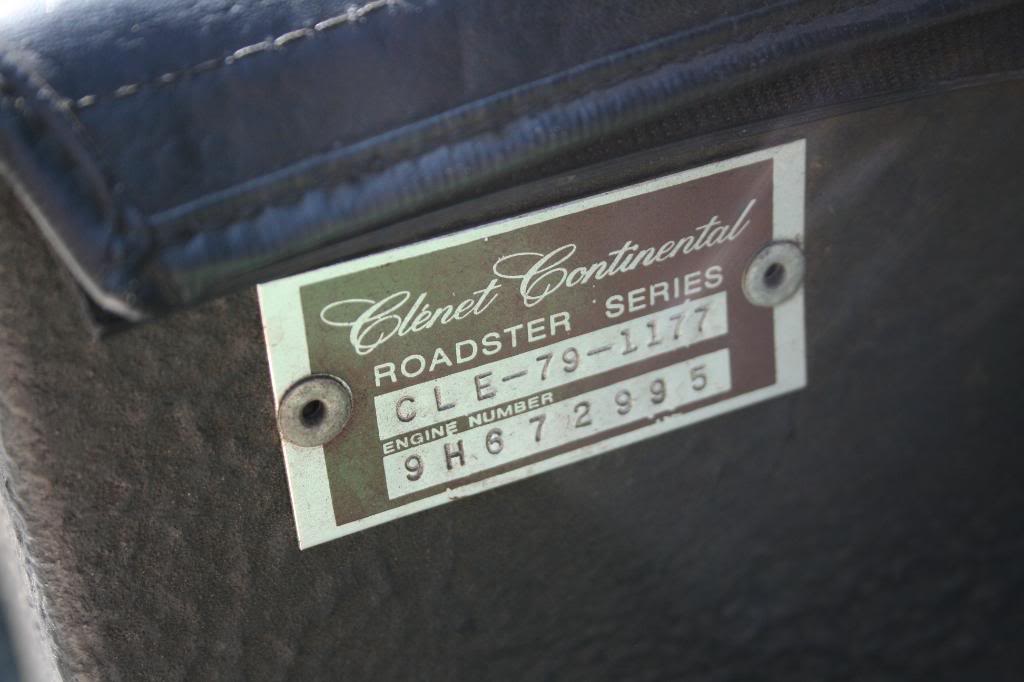 Clénet Continental
ROADSTER SERIES
CLE-79-1177
ENGINE NUMBER
9H672995